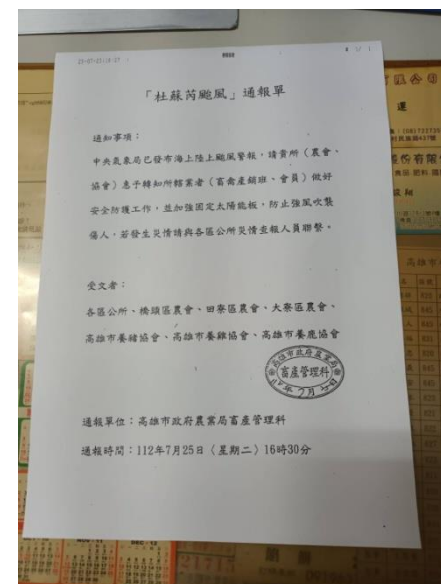 「杜蘇芮颱風」通報單
通知事項：
中央氣象局已發布海上陸上颱風警報，請貴所（農會、
協會）惠予轉知所轄業者（畜禽產銷班、會員）做好
安全防護工作，並加強固定太陽能板，防止強風吹襲
傷人，若發生災情請與各區公所災情查報人員聯繫。
受文者：
各區公所、橋頭區農會、田寮區農會、大寮區農會、
高雄市養豬協會、高雄市養雞協會、高雄市養鹿協會
高雄市政府農業局
畜產管理科
通報單位：高雄市政府農業局畜產管理科
通報時間：112年7月25日（星期二）16時30分